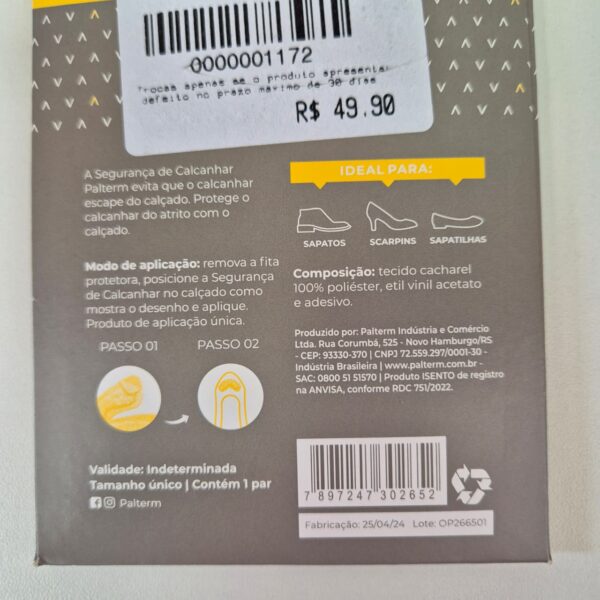 0000001172
Trocas apenas se o produto apresentar
defeito no prazo maximo de 30 dias
R$ 49.90
A Segurança de Calcanhar
Palterm evita que o calcanhar
escape do calçado. Protege o
calcanhar do atrito com o
calçado.
Modo de aplicação: remova a fita
protetora, posicione a Segurança
de Calcanhar no calçado como
mostra o desenho e aplique.
Produto de aplicação única.
PASSO 01 PASSO 02
Validade: Indeterminada
Tamanho único | Contém 1 par
Palterm
IDEAL PARA:
SAPATOS SCARPINS SAPATILHAS
Composição: tecido cacharel
100% poliéster, etil vinil acetato
e adesivo.
Produzido por: Palterm Indústria e Comércio
Ltda. Rua Corumbá, 525 - Novo Hamburgo/RS
- CEP: 93330-370 | CNPJ 72.559.297/0001-30 -
Indústria Brasileira | www.palterm.com.br -
SAC: 0800 51 51570 | Produto ISENTO de registro
na ANVISA, conforme RDC 751/2022.
7 897247 302652
Fabricação: 25/04/24 Lote: OP266501